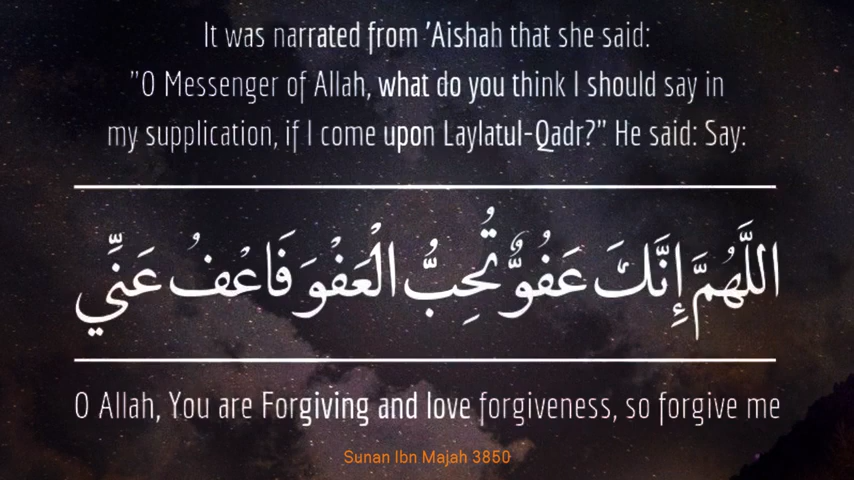 It was narrated from 'Aishah that she said:
"O Messenger of Allah, what do you think I should say in
my supplication, if I come upon Laylatul-Qadr?" He said: Say:
اللَّهُمَّ إِنَّكَ عَفُوٌّ تُحِبُّ الْعَفْوَ فَاعْفُ عَنِّي
O Allah, You are Forgiving and love forgiveness, so forgive me
Sunan Ibn Majah 3850